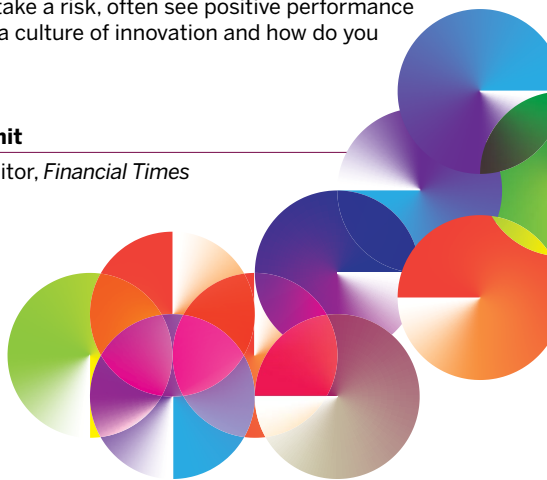 take a risk, often see positive performance
a culture of innovation and how do you
nit
itor, Financial Times